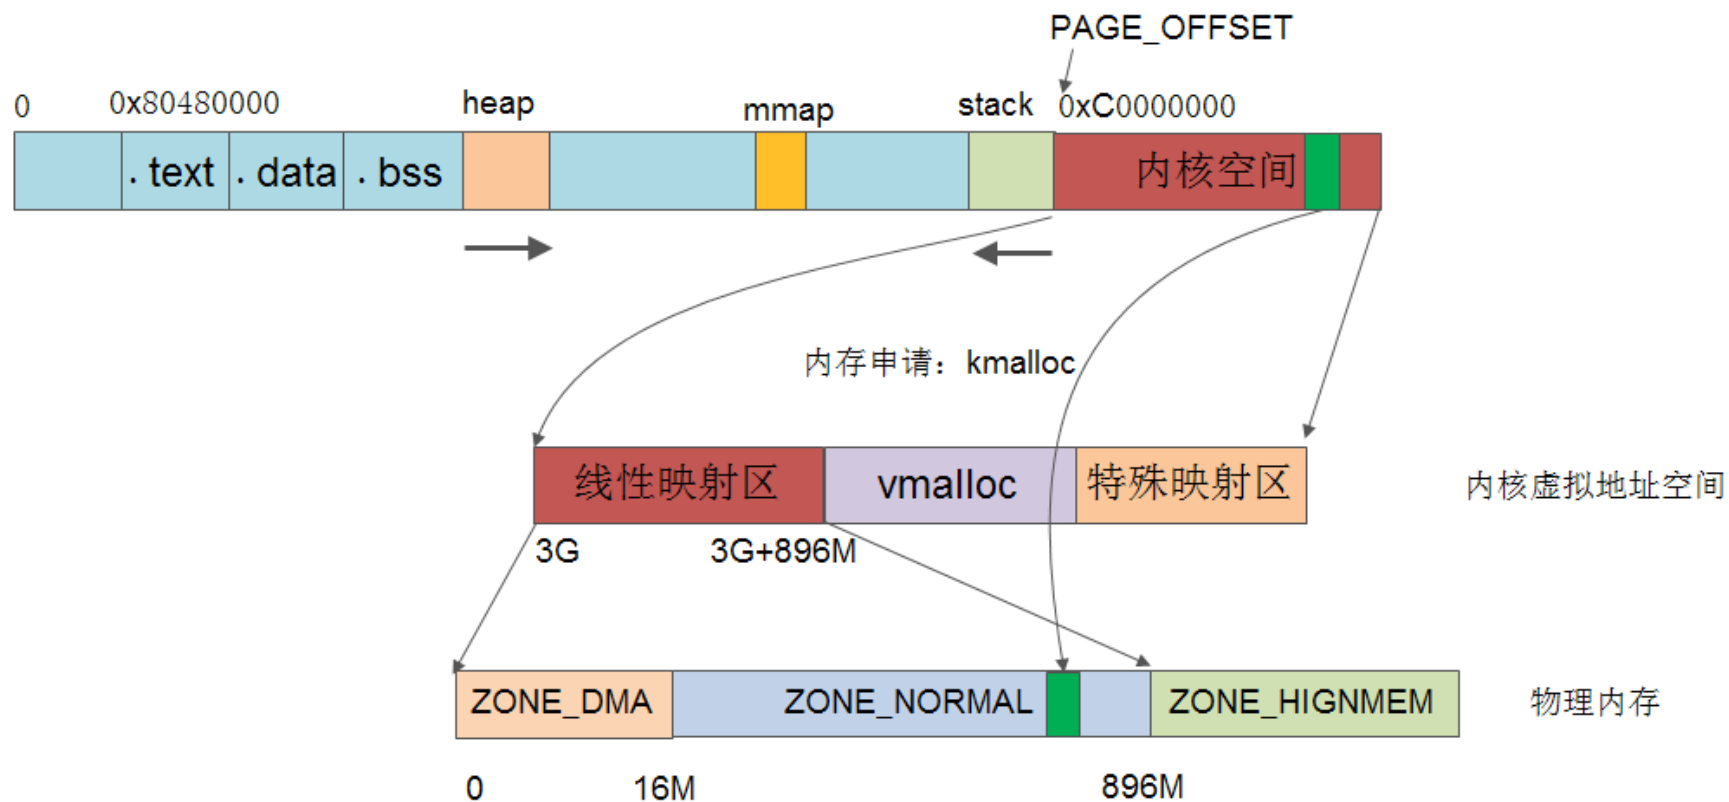 PAGE_OFFSET
0 0x80480000 heap mmap stack 0xC0000000
. text . data . bss 内核空间
内存申请：kmalloc
线性映射区 vmalloc 特殊映射区 内核虚拟地址空间
3G 3G+896M
ZONE_DMA ZONE_NORMAL ZONE_HIGNMEM 物理内存
0 16M 896M